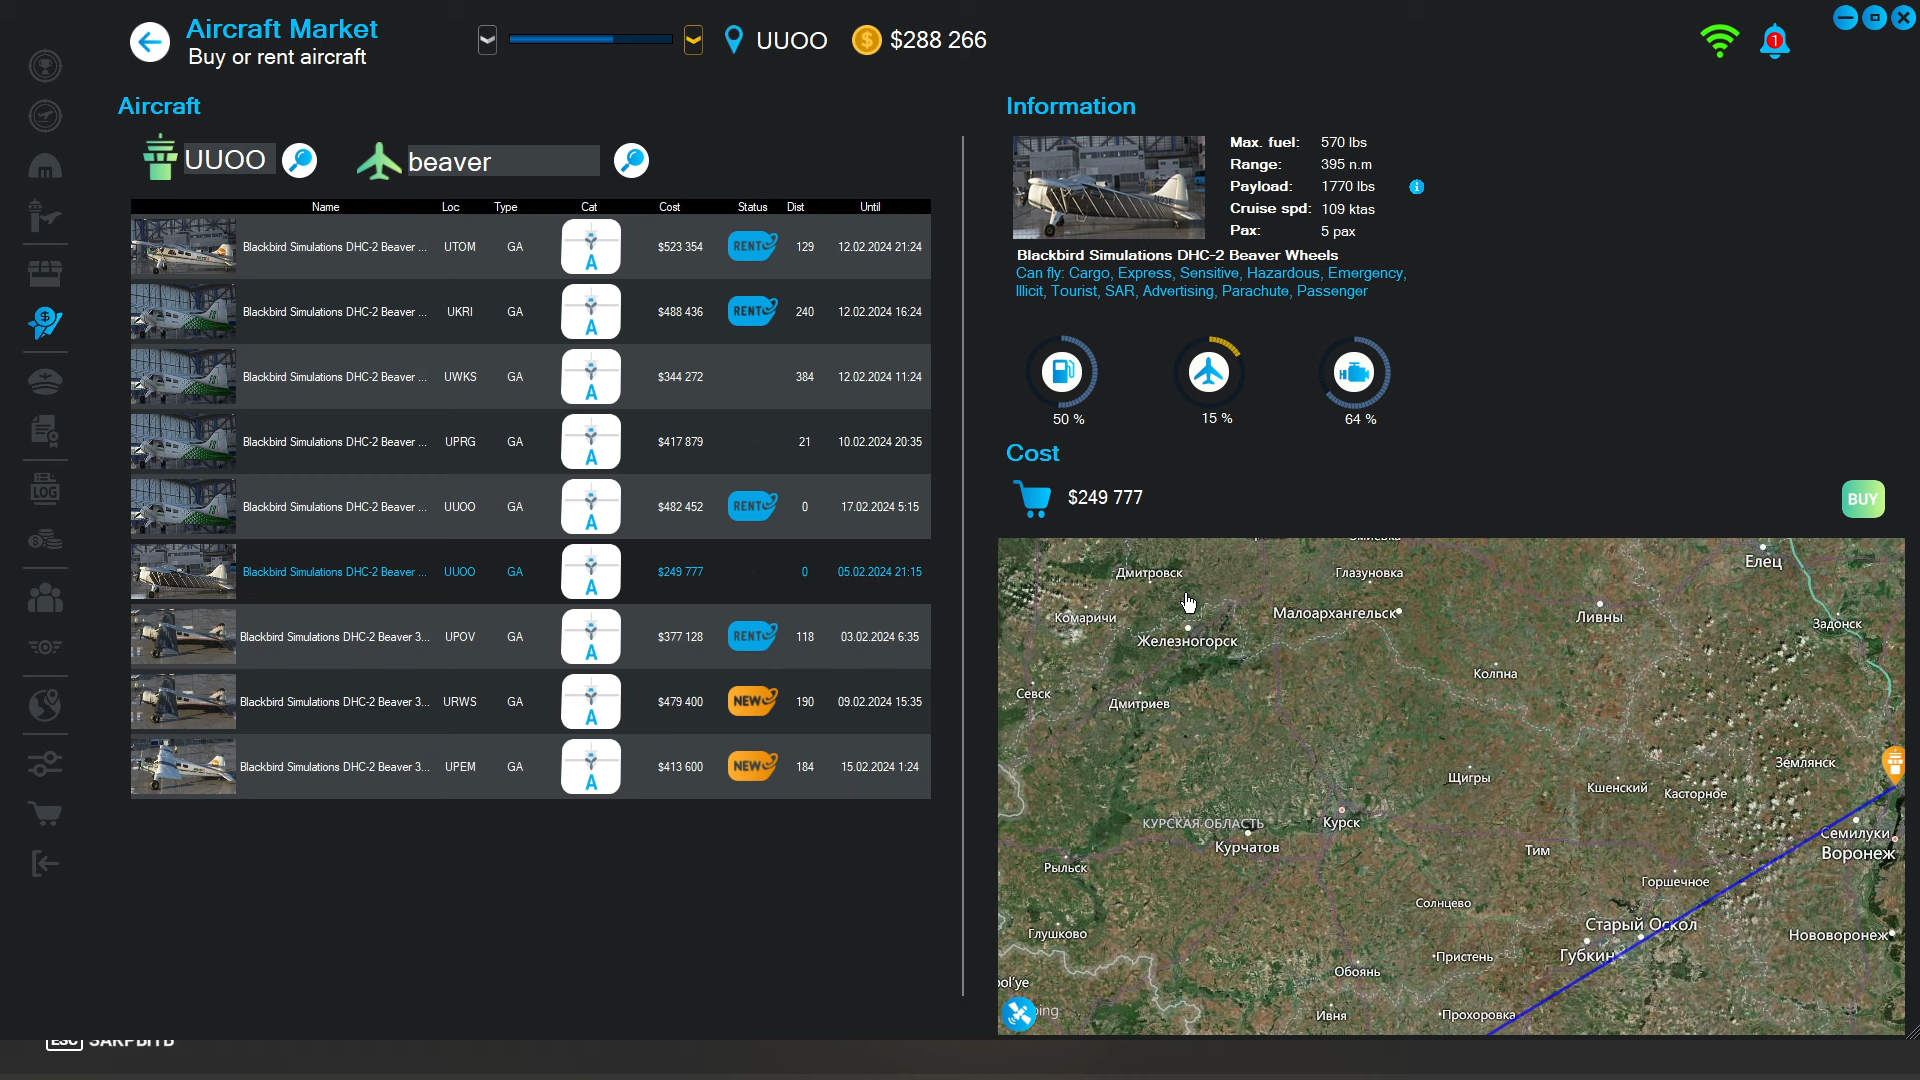 Aircraft Market
Buy or rent aircraft
UUOO
$288 266
1
Aircraft
UUOO
beaver
Name Loc Type Cat Cost Status Dist Until
Blackbird Simulations DHC-2 Beaver ... UTOM GA A $523 354 RENT 129 12.02.2024 21:24
Blackbird Simulations DHC-2 Beaver ... UKRI GA A $488 436 RENT 240 12.02.2024 16:24
Blackbird Simulations DHC-2 Beaver ... UWKS GA A $344 272 384 12.02.2024 11:24
Blackbird Simulations DHC-2 Beaver ... UPRG GA A $417 879 21 10.02.2024 20:35
Blackbird Simulations DHC-2 Beaver ... UUOO GA A $482 452 RENT 0 17.02.2024 5:15
Blackbird Simulations DHC-2 Beaver ... UUOO GA A $249 777 0 05.02.2024 21:15
Blackbird Simulations DHC-2 Beaver 3... UPOV GA A $377 128 RENT 118 03.02.2024 6:35
Blackbird Simulations DHC-2 Beaver 3... URWS GA A $479 400 NEW 190 09.02.2024 15:35
Blackbird Simulations DHC-2 Beaver 3... UPEM GA A $413 600 NEW 184 15.02.2024 1:24
LOG
Information
Max. fuel: 570 lbs
Range: 395 n.m
Payload: 1770 lbs
Cruise spd: 109 ktas
Pax: 5 pax
Blackbird Simulations DHC-2 Beaver Wheels
Can fly: Cargo, Express, Sensitive, Hazardous, Emergency,
Illicit, Tourist, SAR, Advertising, Parachute, Passenger
50 % 15 % 64 %
Cost
$249 777
BUY
Елец
Дмитровск
Глазуновка
Комаричи
Малоархангельск
Ливны
Задонск
Железногорск
Колпна
Севск
Дмитриев
Землянск
Щигры
Кшенский
Касторное
КУРСКАЯ ОБЛАСТЬ
Курск
Семилуки
Курчатов
Тим
Воронеж
Рыльск
Горшечное
Солнцево
Старый Оскол
Глушково
Нововоронеж
Губкин
Пристень
Обоянь
pol'ye
bing
Ивня
Прохоровка
ESC ЗАКРЫТЬ